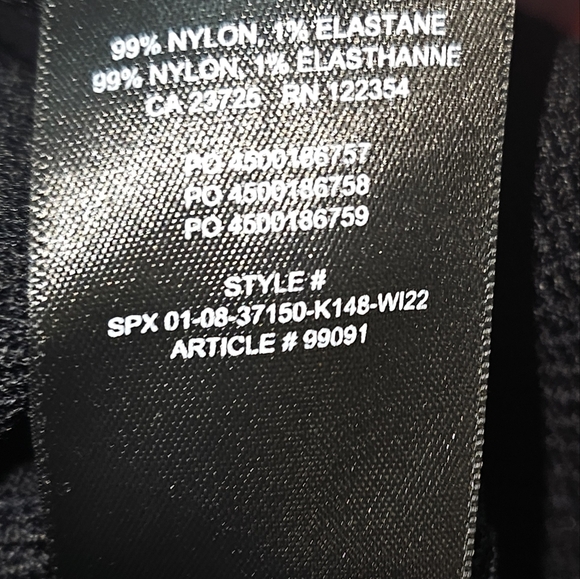 99% NYLON, 1% ELASTANE
99% NYLON, 1% ÉLASTHANNE
CA 23725 RN 122354
PO 4500186757
PO 4500186758
PO 4500186759
STYLE #
SPX 01-08-37150-K148-WI22
ARTICLE # 99091